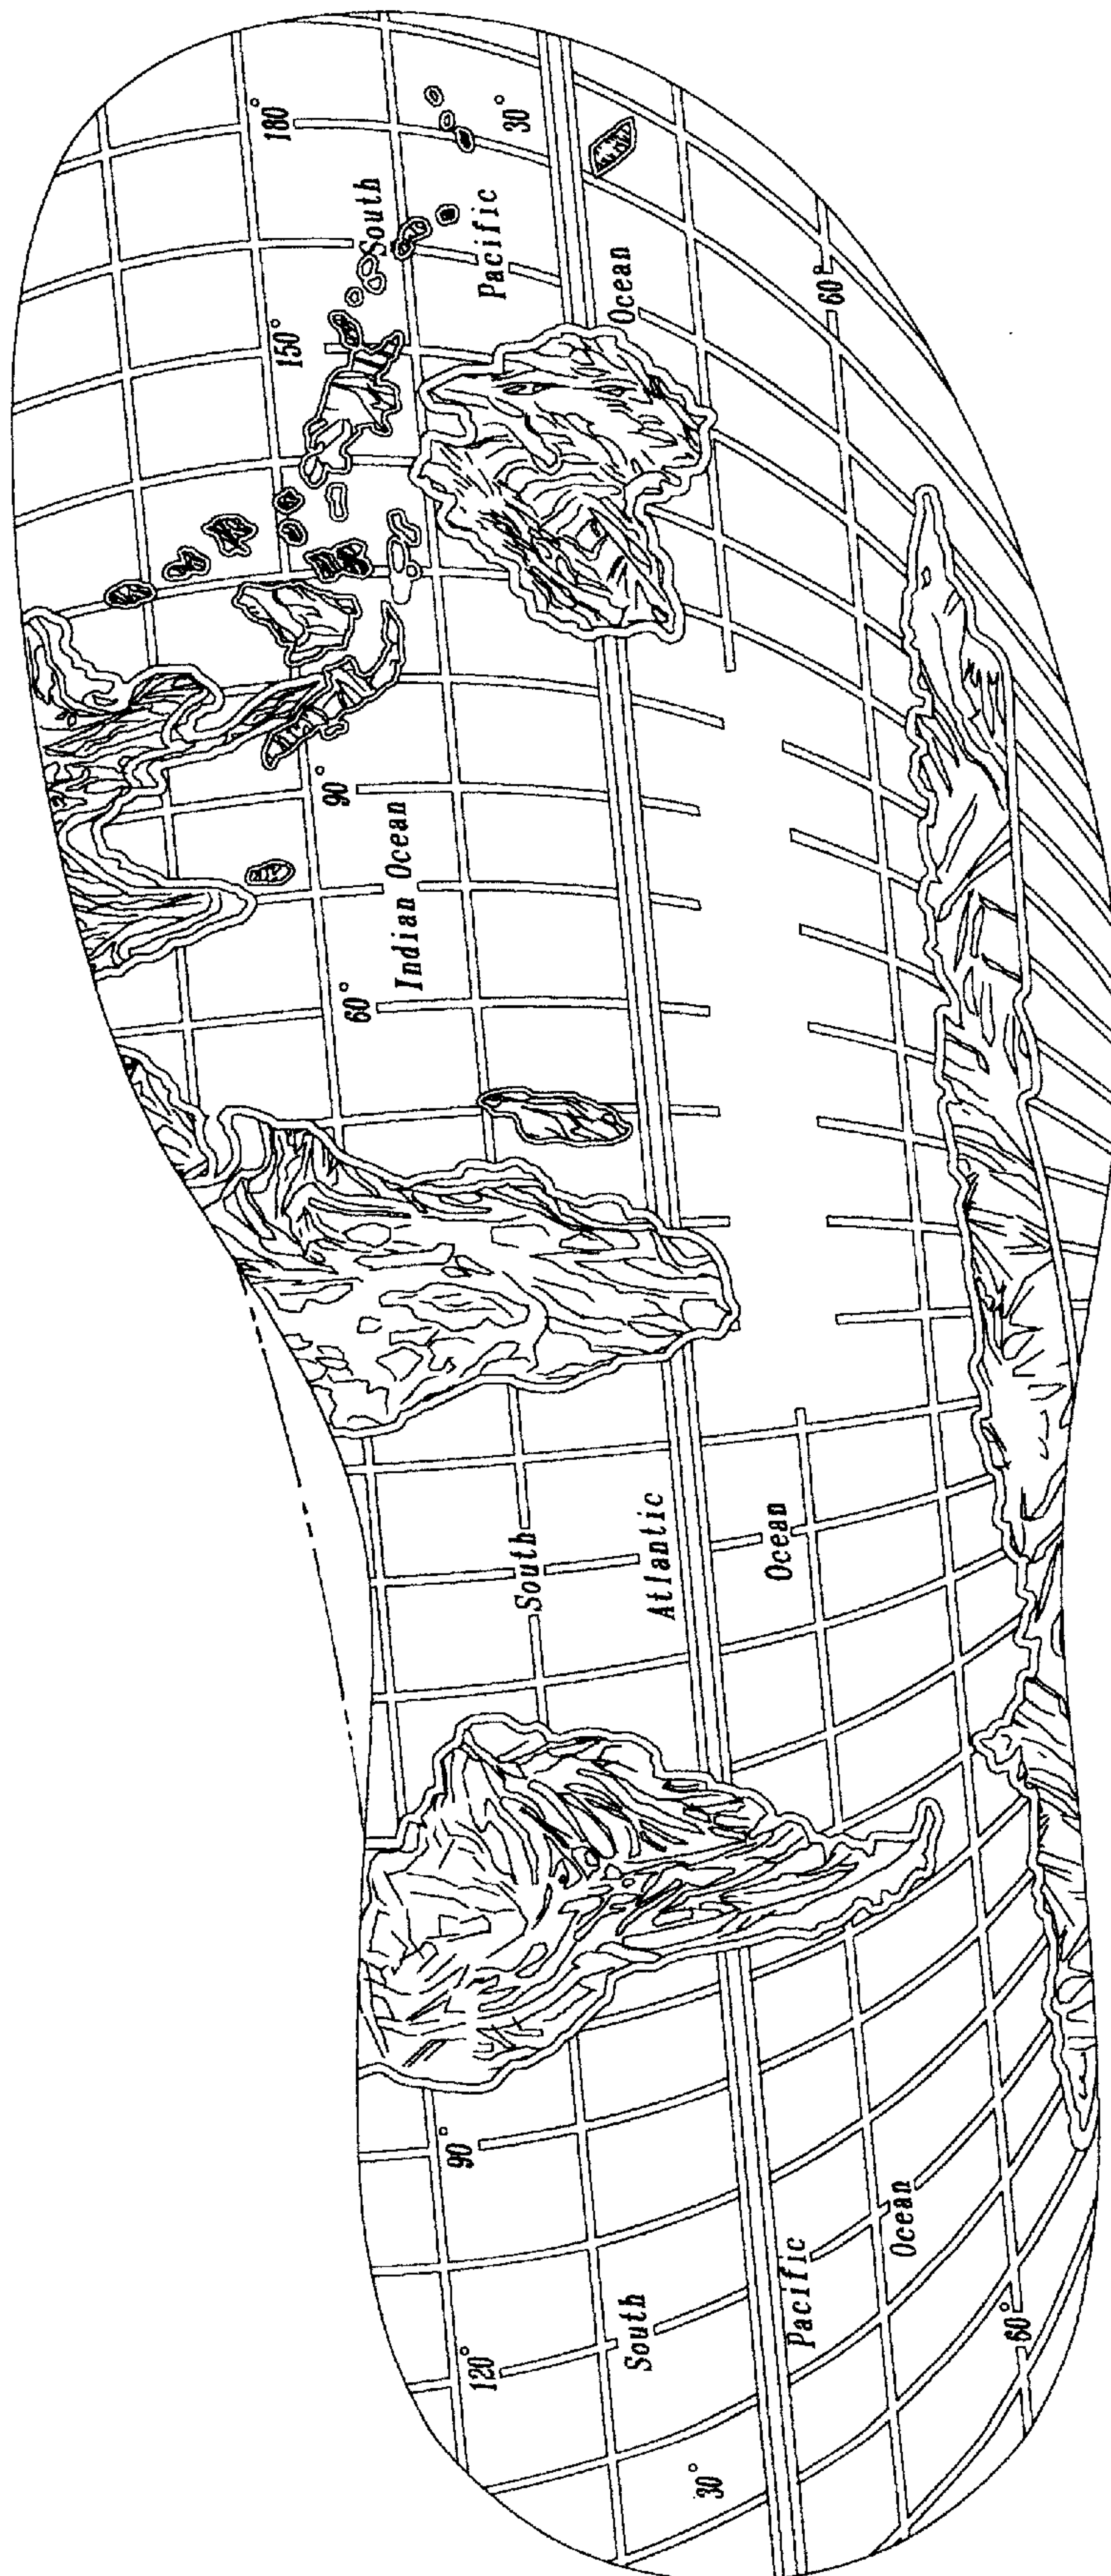 180°
30°
South
Pacific
Ocean
150°
60°
90°
Indian Ocean
60°
South
Atlantic
Ocean
90°
120°
South
Pacific
Ocean
30°
60°